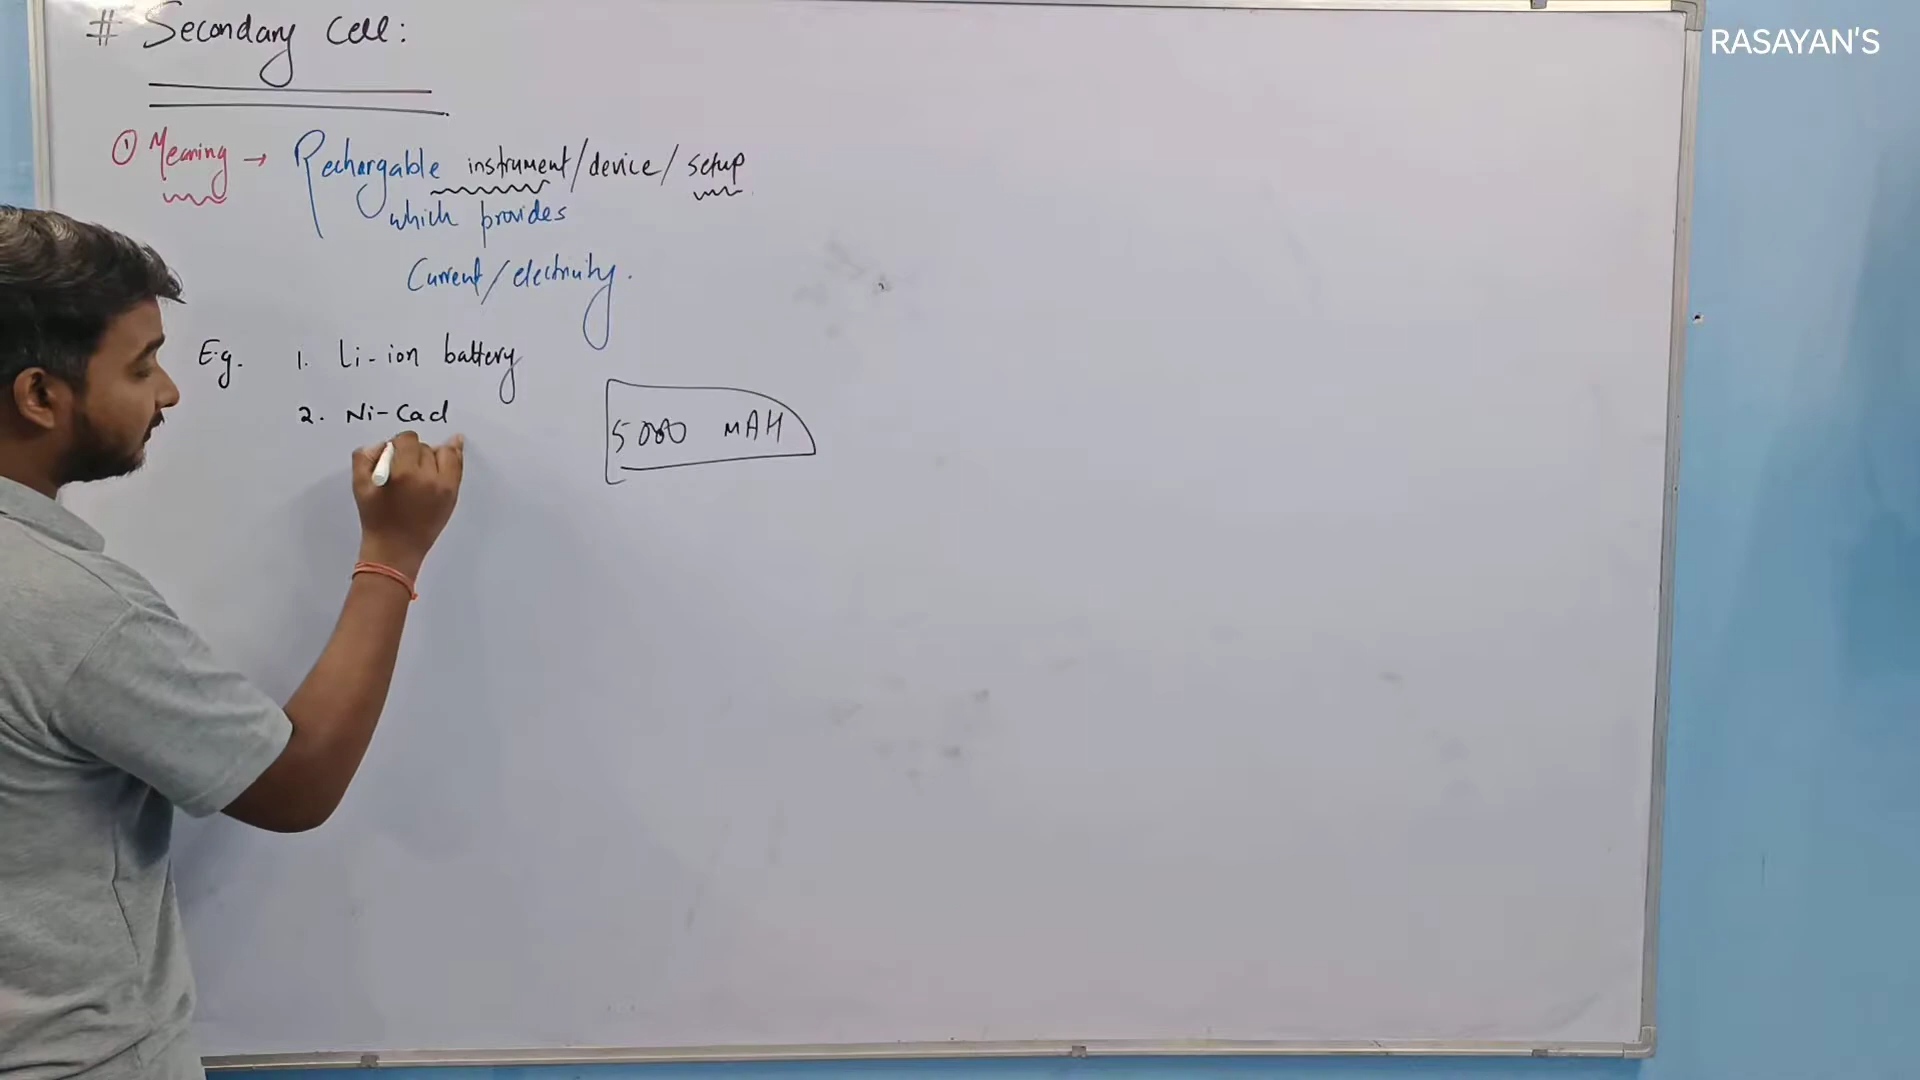 # Secondary Cell:
RASAYAN'S
① Meaning → Rechargable instrument/device/setup
which provides
Current/electricity.
E.g. 1. Li-ion battery
2. Ni-Cad
5000 MAH